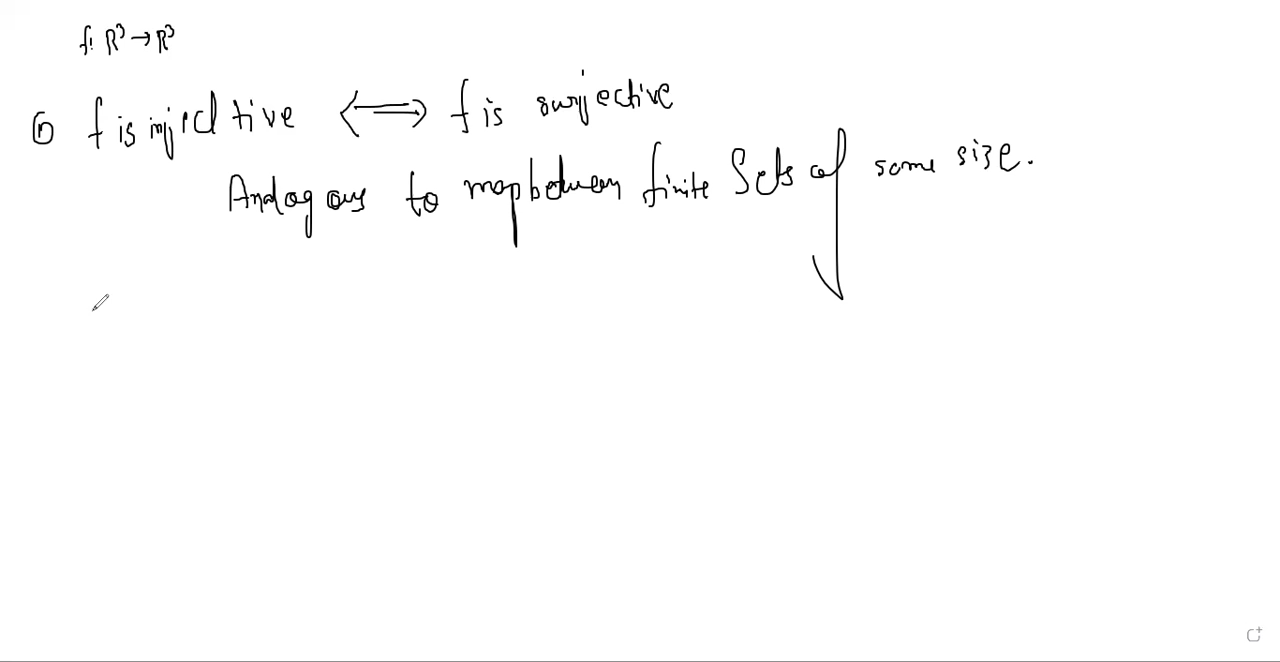 f: R³ → R³
① f is injective ⟺ f is surjective
Analogous to map between finite Sets of same size.